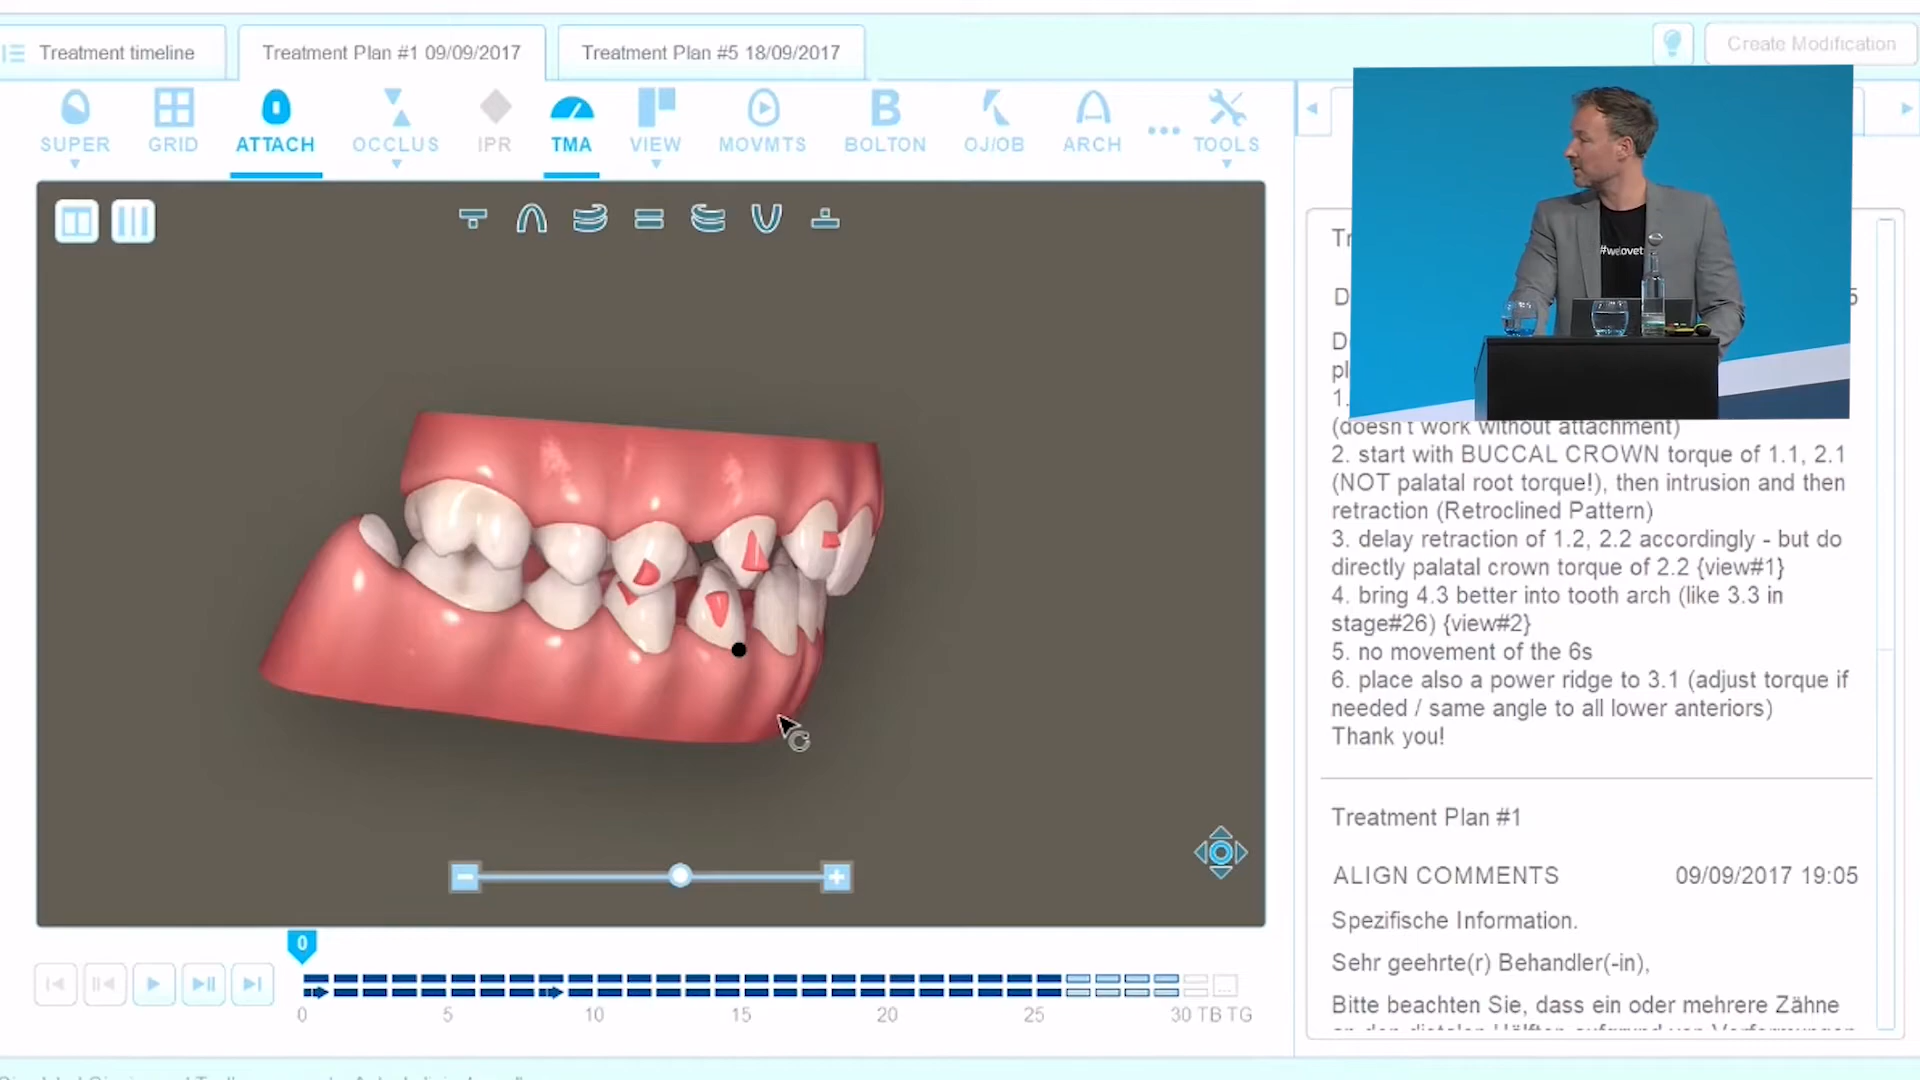 Treatment timeline
Treatment Plan #1 09/09/2017
Treatment Plan #5 18/09/2017
Create Modification
SUPER
GRID
ATTACH
OCCLUS
IPR
TMA
VIEW
MOVMTS
B
BOLTON
OJ/OB
ARCH
TOOLS
#welovet
(doesn't work without attachment)
2. start with BUCCAL CROWN torque of 1.1, 2.1
(NOT palatal root torque!), then intrusion and then
retraction (Retroclined Pattern)
3. delay retraction of 1.2, 2.2 accordingly - but do
directly palatal crown torque of 2.2 {view#1}
4. bring 4.3 better into tooth arch (like 3.3 in
stage#26) {view#2}
5. no movement of the 6s
6. place also a power ridge to 3.1 (adjust torque if
needed / same angle to all lower anteriors)
Thank you!
Treatment Plan #1
ALIGN COMMENTS 09/09/2017 19:05
Spezifische Information.
Sehr geehrte(r) Behandler(-in),
Bitte beachten Sie, dass ein oder mehrere Zähne
0
0 5 10 15 20 25 30 TB TG